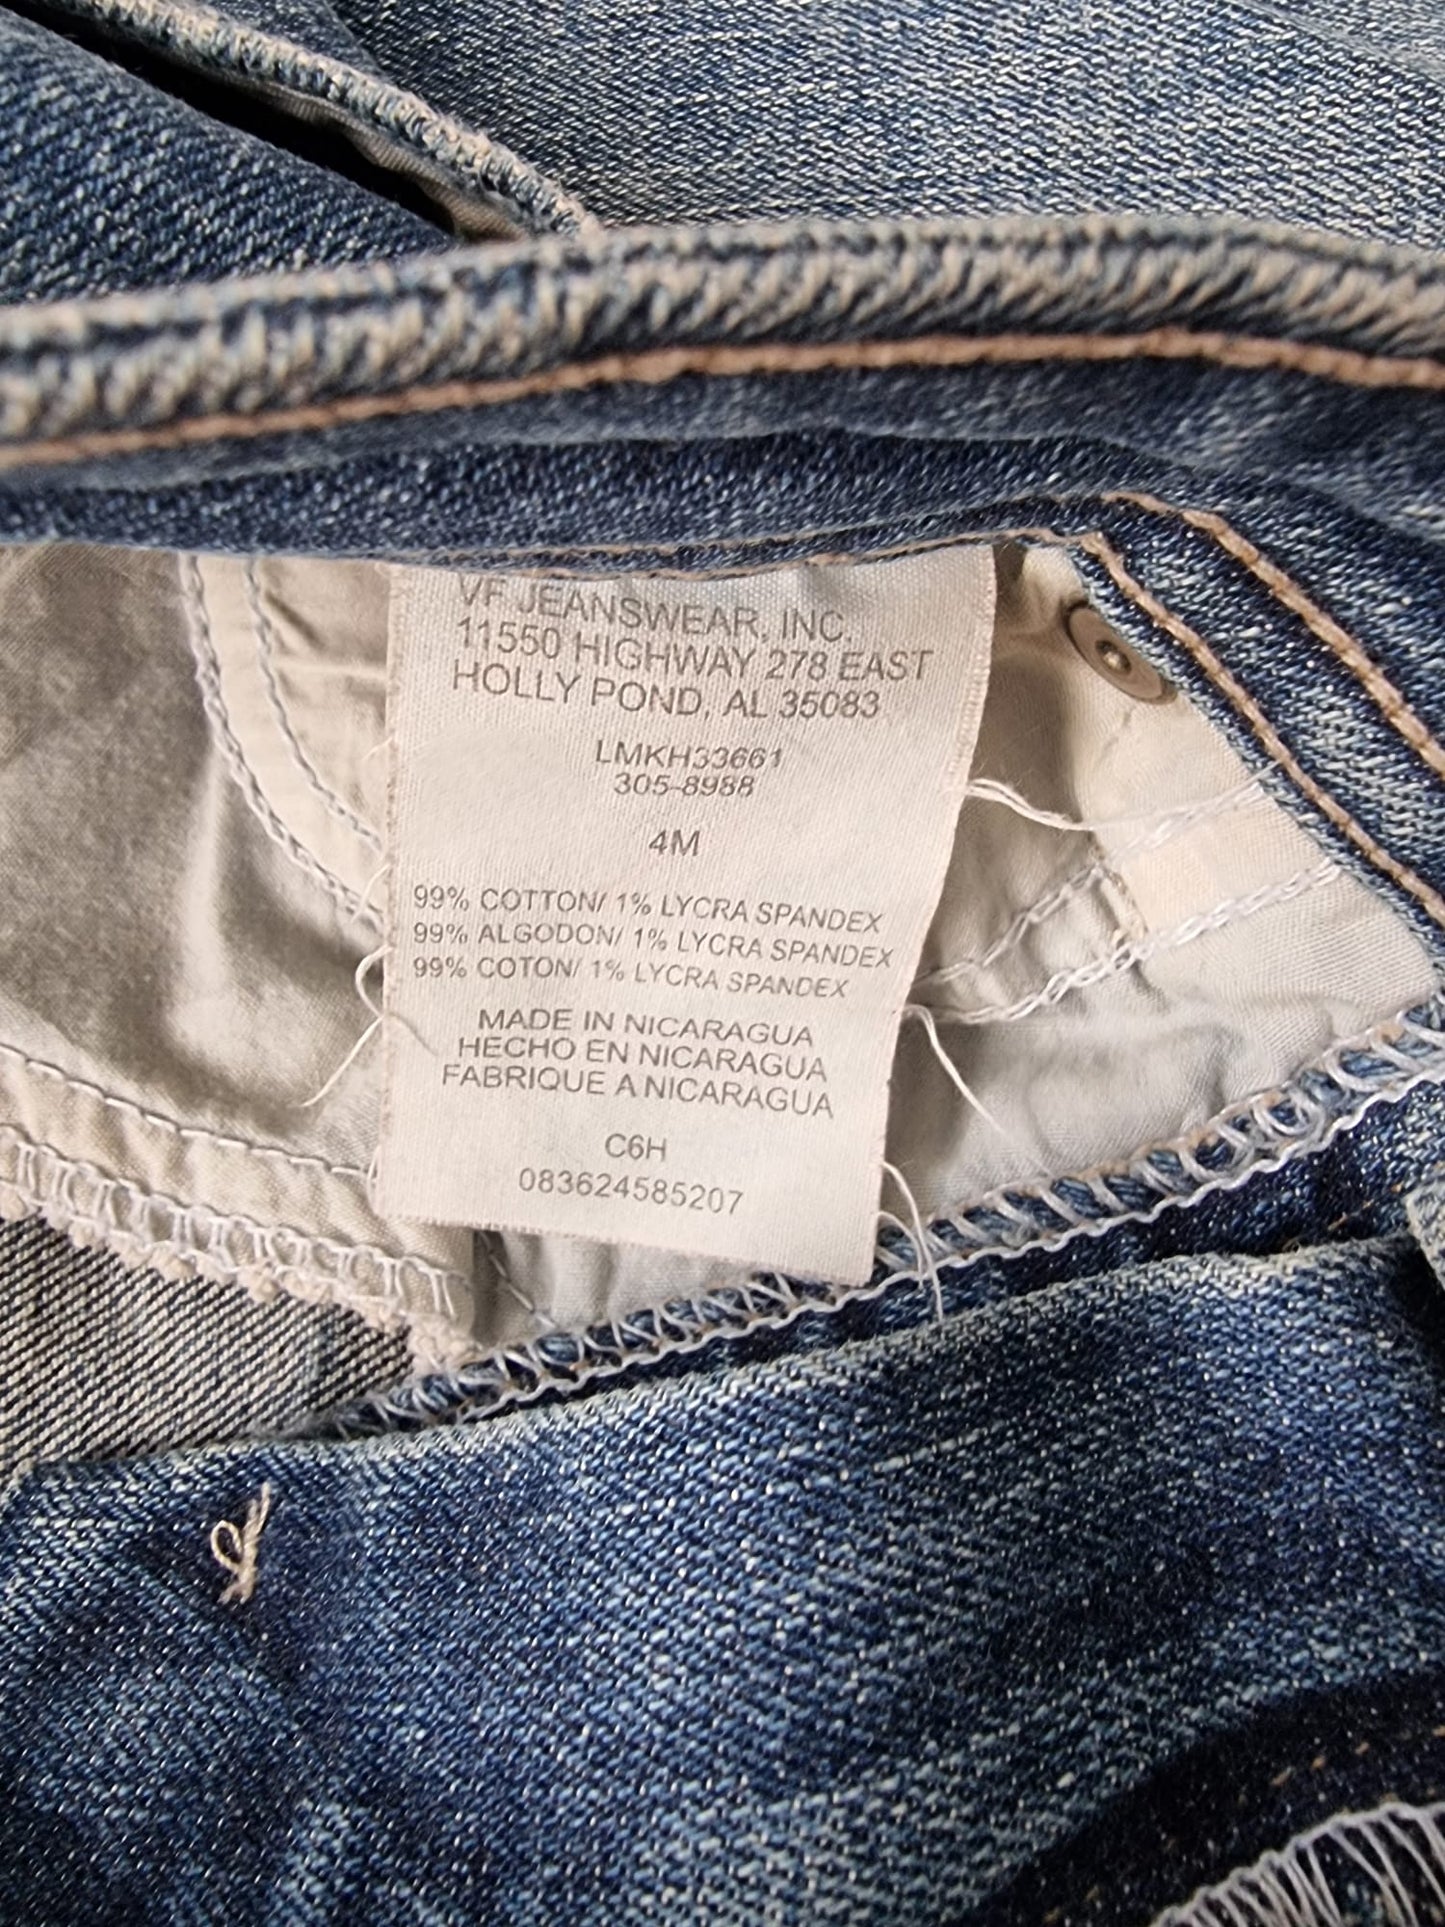 VF JEANSWEAR, INC.
11550 HIGHWAY 278 EAST
HOLLY POND, AL 35083
LMKH33661
305-8988
4M
99% COTTON/ 1% LYCRA SPANDEX
99% ALGODON/ 1% LYCRA SPANDEX
99% COTON/ 1% LYCRA SPANDEX
MADE IN NICARAGUA
HECHO EN NICARAGUA
FABRIQUE A NICARAGUA
C6H
083624585207